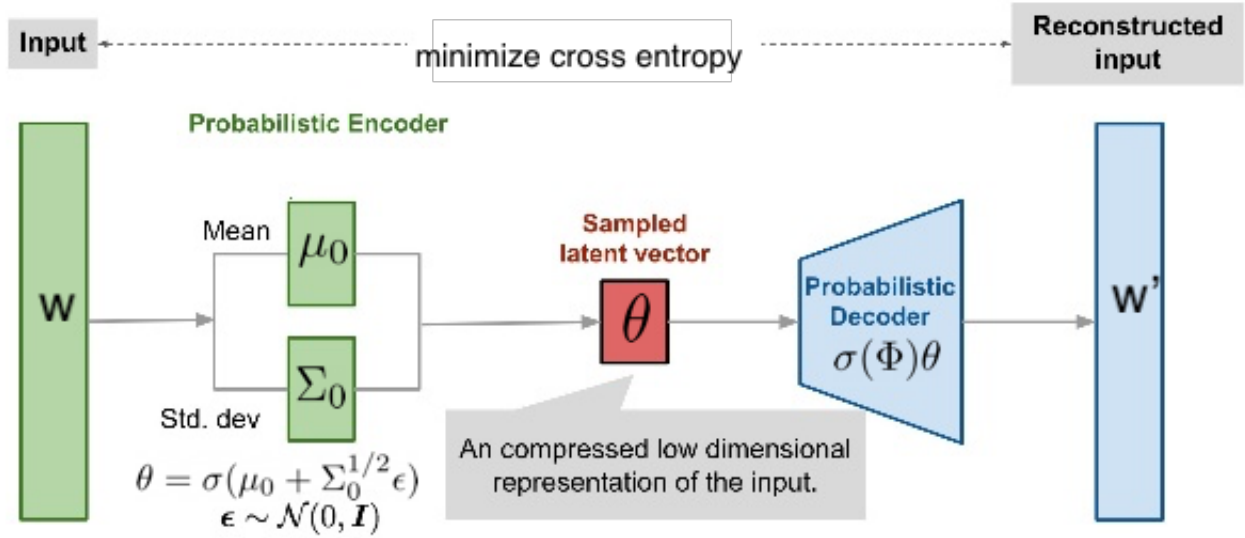 Input
minimize cross entropy
Reconstructed
input
Probabilistic Encoder
Mean
μ₀
Sampled
latent vector
W
θ
Probabilistic
Decoder
σ(Φ)θ
W'
Σ₀
Std. dev
θ = σ(μ₀ + Σ₀^{1/2} ϵ)
ϵ ~ 𝒩(0, I)
An compressed low dimensional
representation of the input.